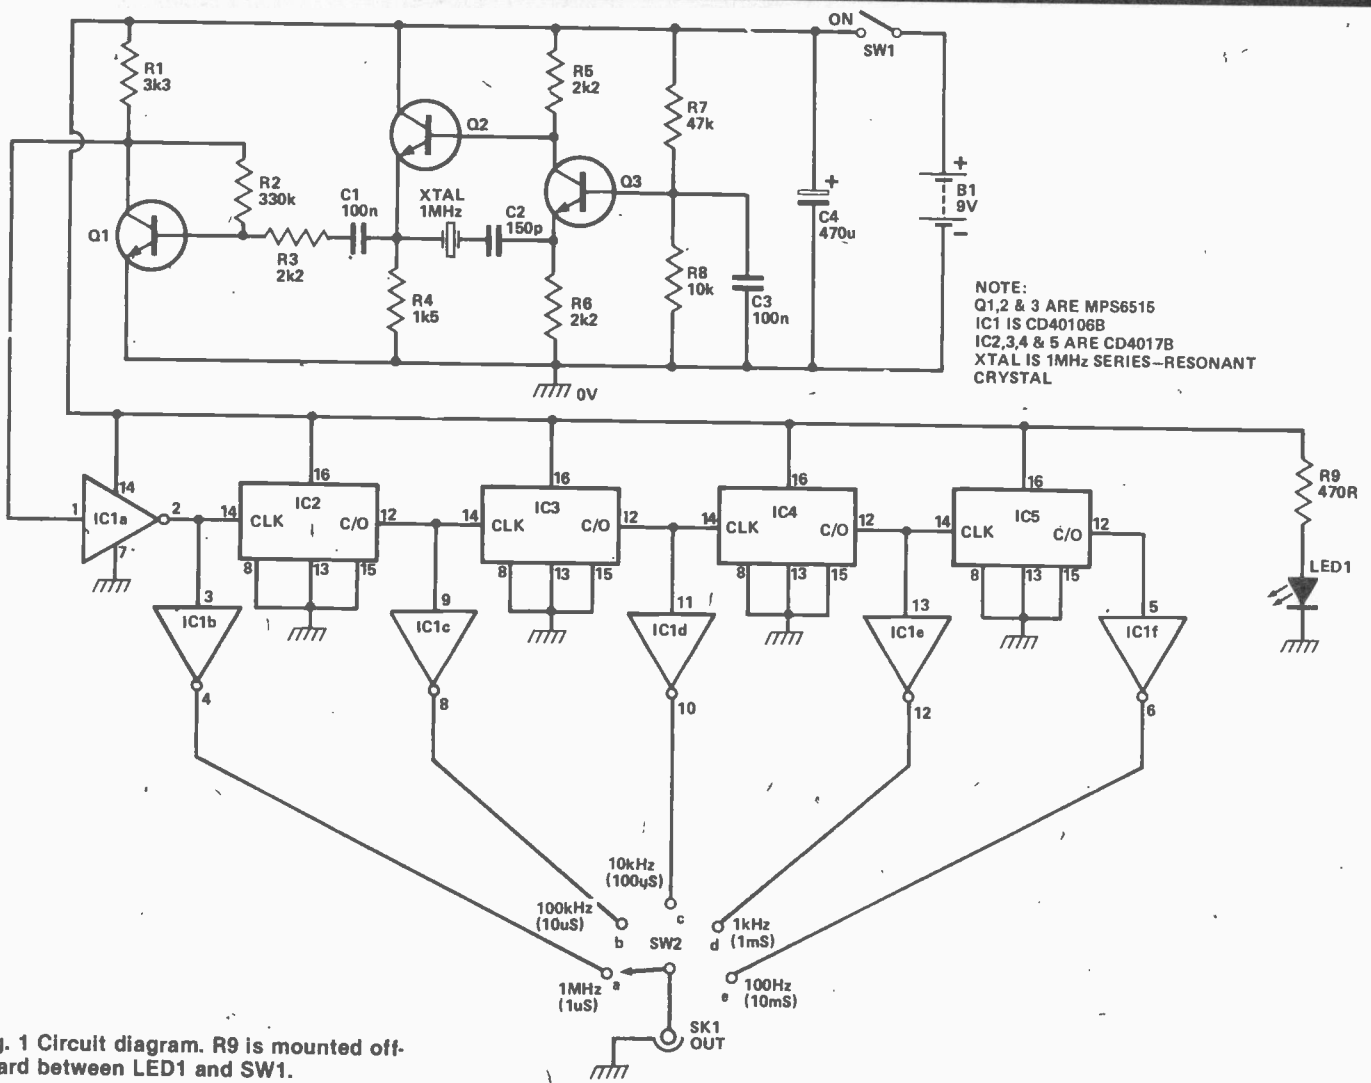 ON
SW1
R1
3k3
R5
2k2
R7
47k
Q2
Q3
R2
330k
C1
100n
XTAL
1MHz
C2
150p
+
C4
470u
+
B1
9V
–
Q1
R3
2k2
R4
1k5
R6
2k2
R8
10k
C3
100n
0V
NOTE:
Q1,2 & 3 ARE MPS6515
IC1 IS CD40106B
IC2,3,4 & 5 ARE CD4017B
XTAL IS 1MHz SERIES–RESONANT
CRYSTAL
14
1
IC1a
2
7
16
IC2
14
CLK
C/O
12
8
13
15
16
IC3
14
CLK
C/O
12
8
13
15
16
IC4
14
CLK
C/O
12
8
13
15
16
IC5
14
CLK
C/O
12
8
13
15
R9
470R
LED1
3
IC1b
4
9
IC1c
8
11
IC1d
10
13
IC1e
12
5
IC1f
6
10kHz
(100uS)
c
100kHz
(10uS)
b
SW2
d
1kHz
(1mS)
1MHz
(1uS)
a
e
100Hz
(10mS)
SK1
OUT
g. 1 Circuit diagram. R9 is mounted off-
ard between LED1 and SW1.